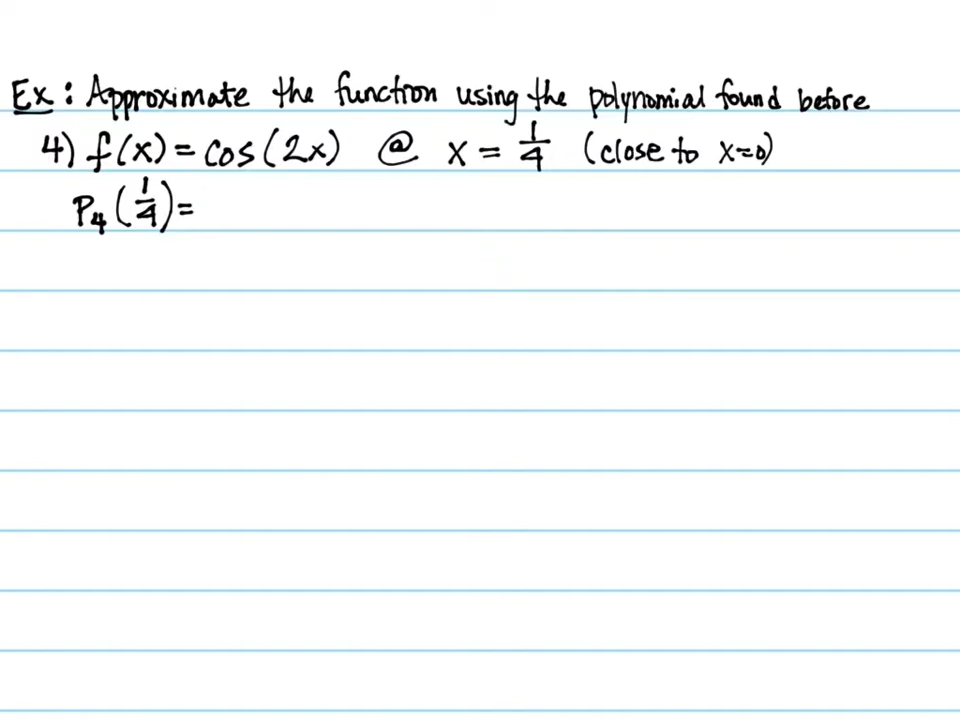 Ex: Approximate the function using the polynomial found before
4) f(x) = cos(2x) @ x = 1/4 (close to x=0)
P₄(1/4) =